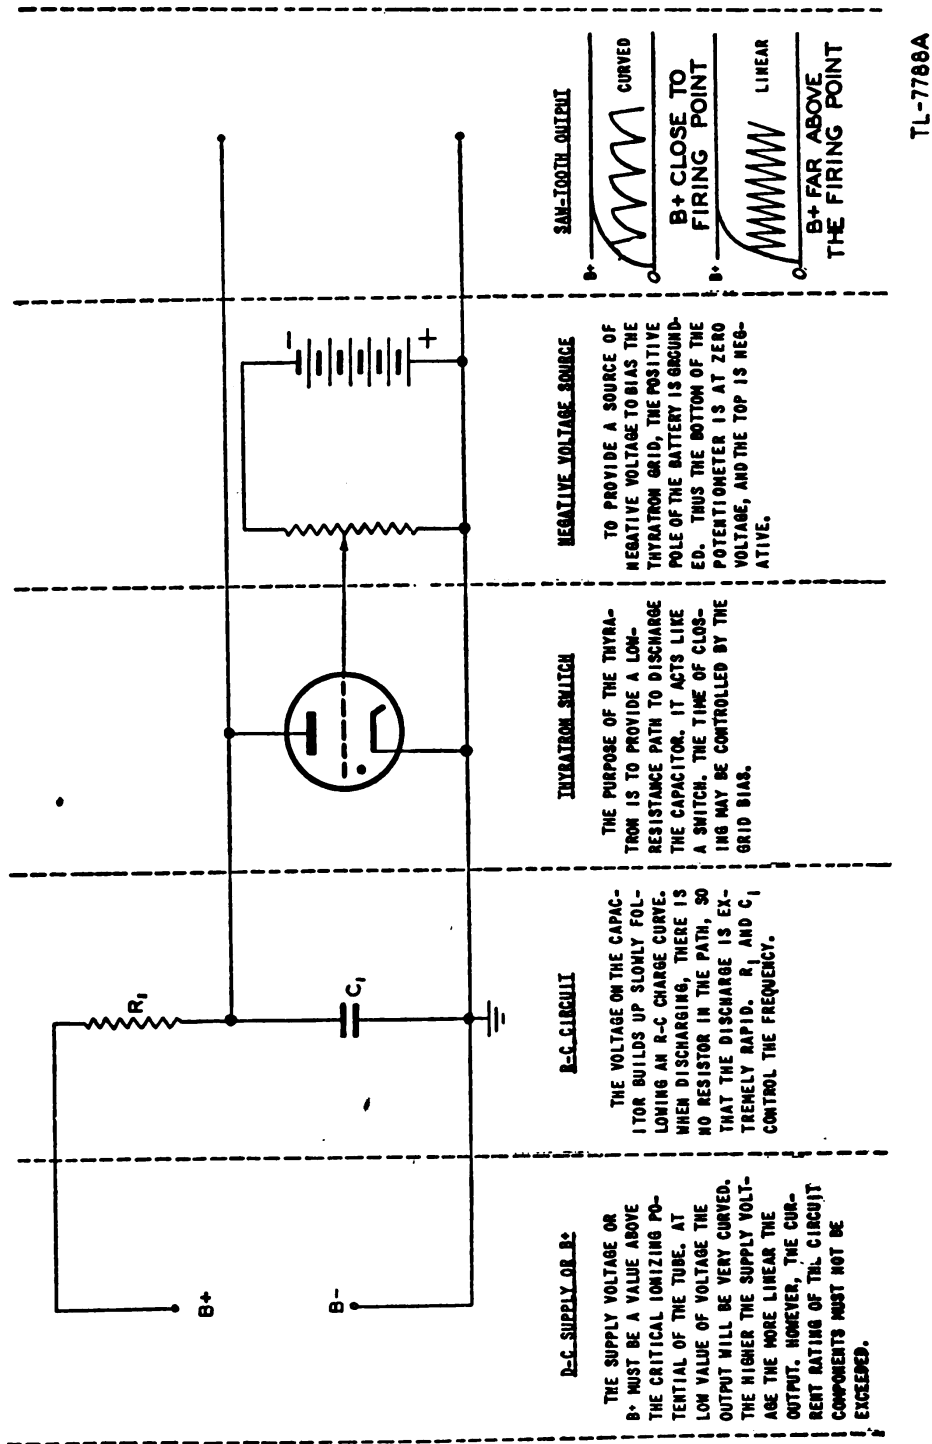 B+
B-
R₁
C₁
-
+
D-C SUPPLY OR B+
THE SUPPLY VOLTAGE OR
B+ MUST BE A VALUE ABOVE
THE CRITICAL IONIZING PO-
TENTIAL OF THE TUBE. AT
LOW VALUE OF VOLTAGE THE
OUTPUT WILL BE VERY CURVED.
THE HIGHER THE SUPPLY VOLT-
AGE THE MORE LINEAR THE
OUTPUT. HOWEVER, THE CUR-
RENT RATING OF THE CIRCUIT
COMPONENTS MUST NOT BE
EXCEEDED.
R-C CIRCUIT
THE VOLTAGE ON THE CAPAC-
ITOR BUILDS UP SLOWLY FOL-
LOWING AN R-C CHARGE CURVE.
WHEN DISCHARGING, THERE IS
NO RESISTOR IN THE PATH, SO
THAT THE DISCHARGE IS EX-
TREMELY RAPID. R₁ AND C₁
CONTROL THE FREQUENCY.
THYRATRON SWITCH
THE PURPOSE OF THE THYRA-
TRON IS TO PROVIDE A LOW-
RESISTANCE PATH TO DISCHARGE
THE CAPACITOR. IT ACTS LIKE
A SWITCH. THE TIME OF CLOS-
ING MAY BE CONTROLLED BY THE
GRID BIAS.
NEGATIVE VOLTAGE SOURCE
TO PROVIDE A SOURCE OF
NEGATIVE VOLTAGE TO BIAS THE
THYRATRON GRID, THE POSITIVE
POLE OF THE BATTERY IS GROUND-
ED. THUS THE BOTTOM OF THE
POTENTIOMETER IS AT ZERO
VOLTAGE, AND THE TOP IS NEG-
ATIVE.
SAW-TOOTH OUTPUT
B+
CURVED
O
B+ CLOSE TO
FIRING POINT
B+
LINEAR
O
B+ FAR ABOVE
THE FIRING POINT
TL-7788A